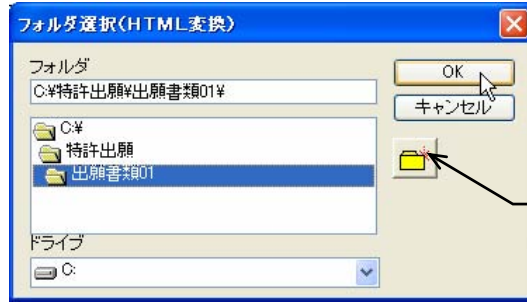 フォルダ選択(HTML変換)
フォルダ
C:¥特許出願¥出願書類01¥
OK
キャンセル
C:¥
特許出願
出願書類01
ドライブ
C: